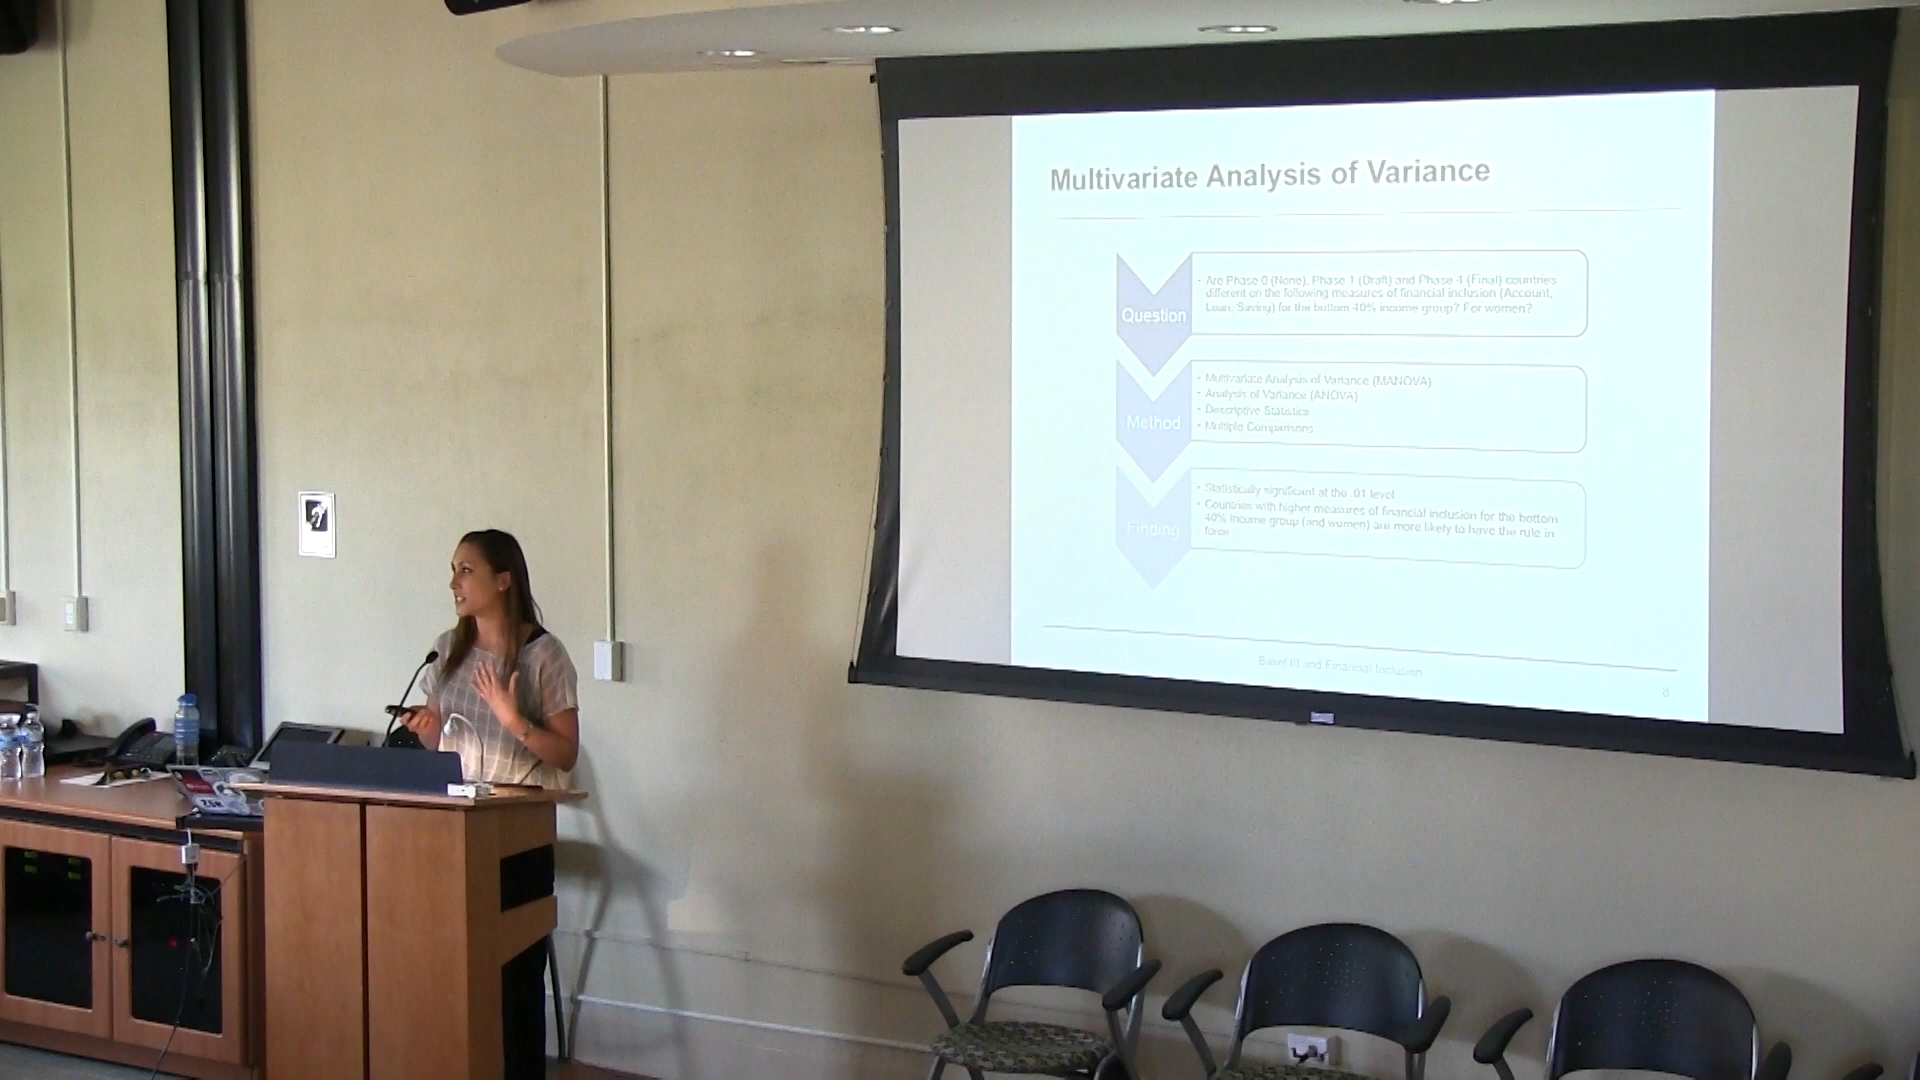 Multivariate Analysis of Variance
Question
- Are Phase 0 (None), Phase 1 (Draft) and Phase 4 (Final) countries
different on the following measures of financial inclusion (Account,
Loan, Saving) for the bottom 40% income group? For women?
Method
• Multivariate Analysis of Variance (MANOVA)
• Analysis of Variance (ANOVA)
• Descriptive Statistics
• Multiple Comparisons
Finding
• Statistically significant at the .01 level
• Countries with higher measures of financial inclusion for the bottom
40% income group (and women) are more likely to have the rule in
force
Basel III and Financial Inclusion
8
ZSR